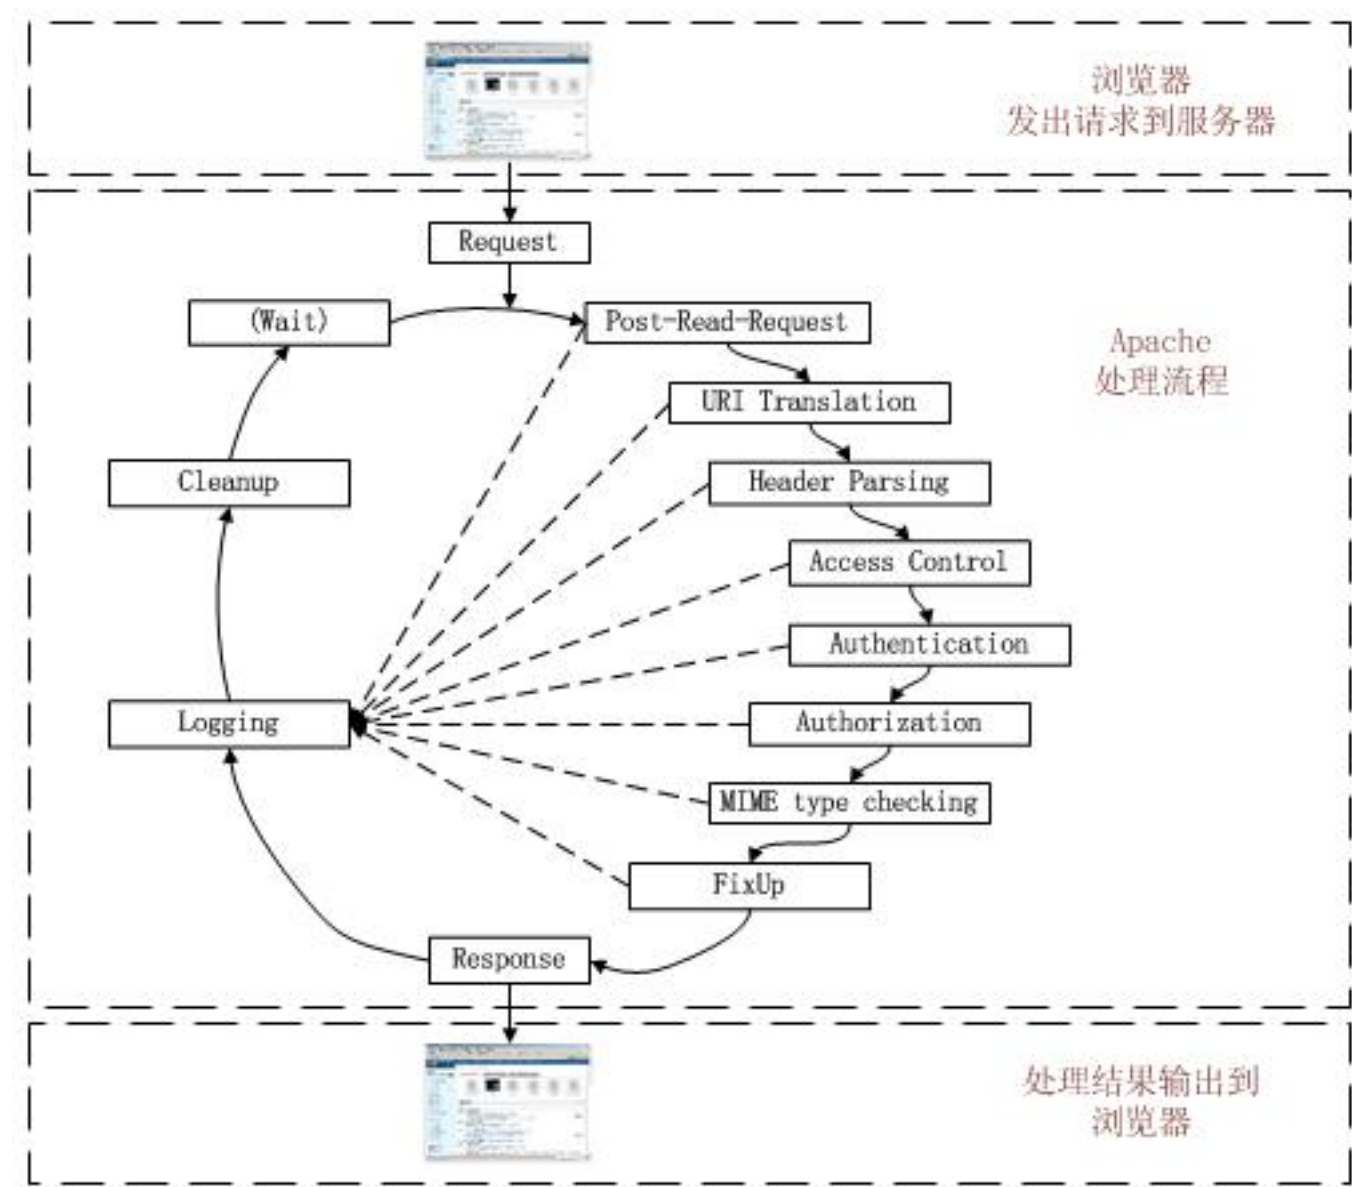 浏览器
发出请求到服务器
Request
(Wait)
Post-Read-Request
Apache
处理流程
URI Translation
Cleanup
Header Parsing
Access Control
Authentication
Logging
Authorization
MIME type checking
FixUp
Response
处理结果输出到
浏览器